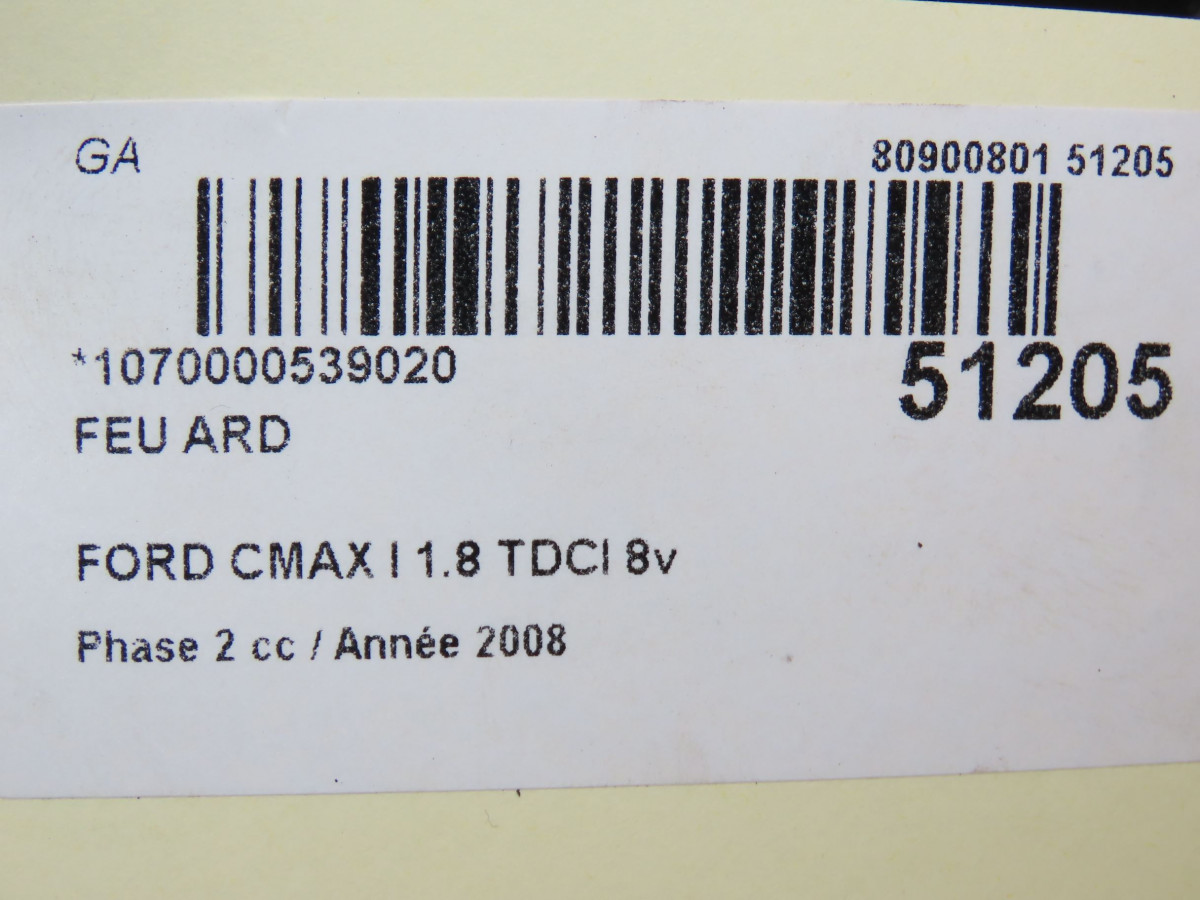 GA
80900801 51205
*1070000539020
51205
FEU ARD
FORD CMAX I 1.8 TDCI 8v
Phase 2 cc / Année 2008